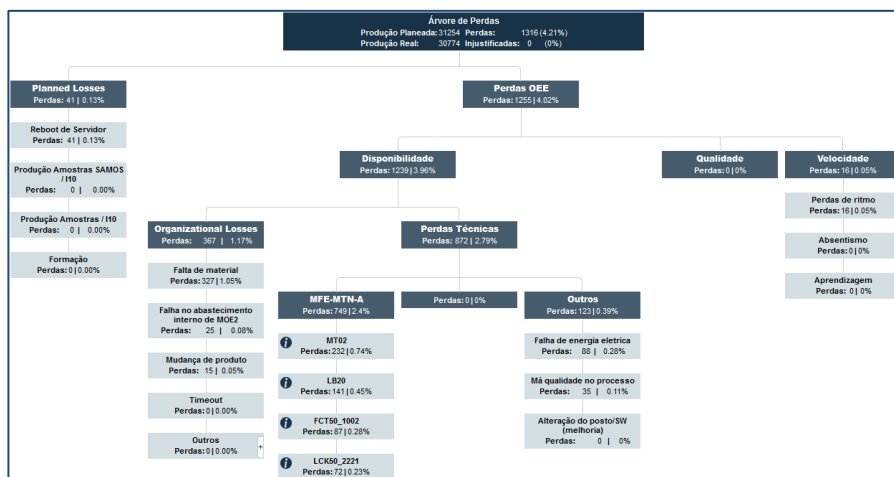 Árvore de Perdas
Produção Planeada: 31254 Perdas: 1316 (4.21%)
Produção Real: 30774 Injustificadas: 0 (0%)
Planned Losses
Perdas: 41 | 0.13%
Perdas OEE
Perdas: 1255 | 4.02%
Reboot de Servidor
Perdas: 41 | 0.13%
Produção Amostras SAMOS
/ I10
Perdas: 0 | 0.00%
Produção Amostras / I10
Perdas: 0 | 0.00%
Formação
Perdas: 0 | 0.00%
Disponibilidade
Perdas: 1239 | 3.96%
Qualidade
Perdas: 0 | 0%
Velocidade
Perdas: 16 | 0.05%
Perdas de ritmo
Perdas: 16 | 0.05%
Absentismo
Perdas: 0 | 0%
Aprendizagem
Perdas: 0 | 0%
Organizational Losses
Perdas: 367 | 1.17%
Perdas Técnicas
Perdas: 872 | 2.79%
Falta de material
Perdas: 327 | 1.05%
Falha no abastecimento
interno de MOE2
Perdas: 25 | 0.08%
Mudança de produto
Perdas: 15 | 0.05%
Timeout
Perdas: 0 | 0.00%
Outros
Perdas: 0 | 0.00%
+
MFE-MTN-A
Perdas: 749 | 2.4%
Perdas: 0 | 0%
Outros
Perdas: 123 | 0.39%
MT02
Perdas: 232 | 0.74%
LB20
Perdas: 141 | 0.45%
FCT50_1002
Perdas: 87 | 0.28%
LCK50_2221
Perdas: 72 | 0.23%
Falha de energia eletrica
Perdas: 88 | 0.28%
Má qualidade no processo
Perdas: 35 | 0.11%
Alteração do posto/SW
(melhoria)
Perdas: 0 | 0%